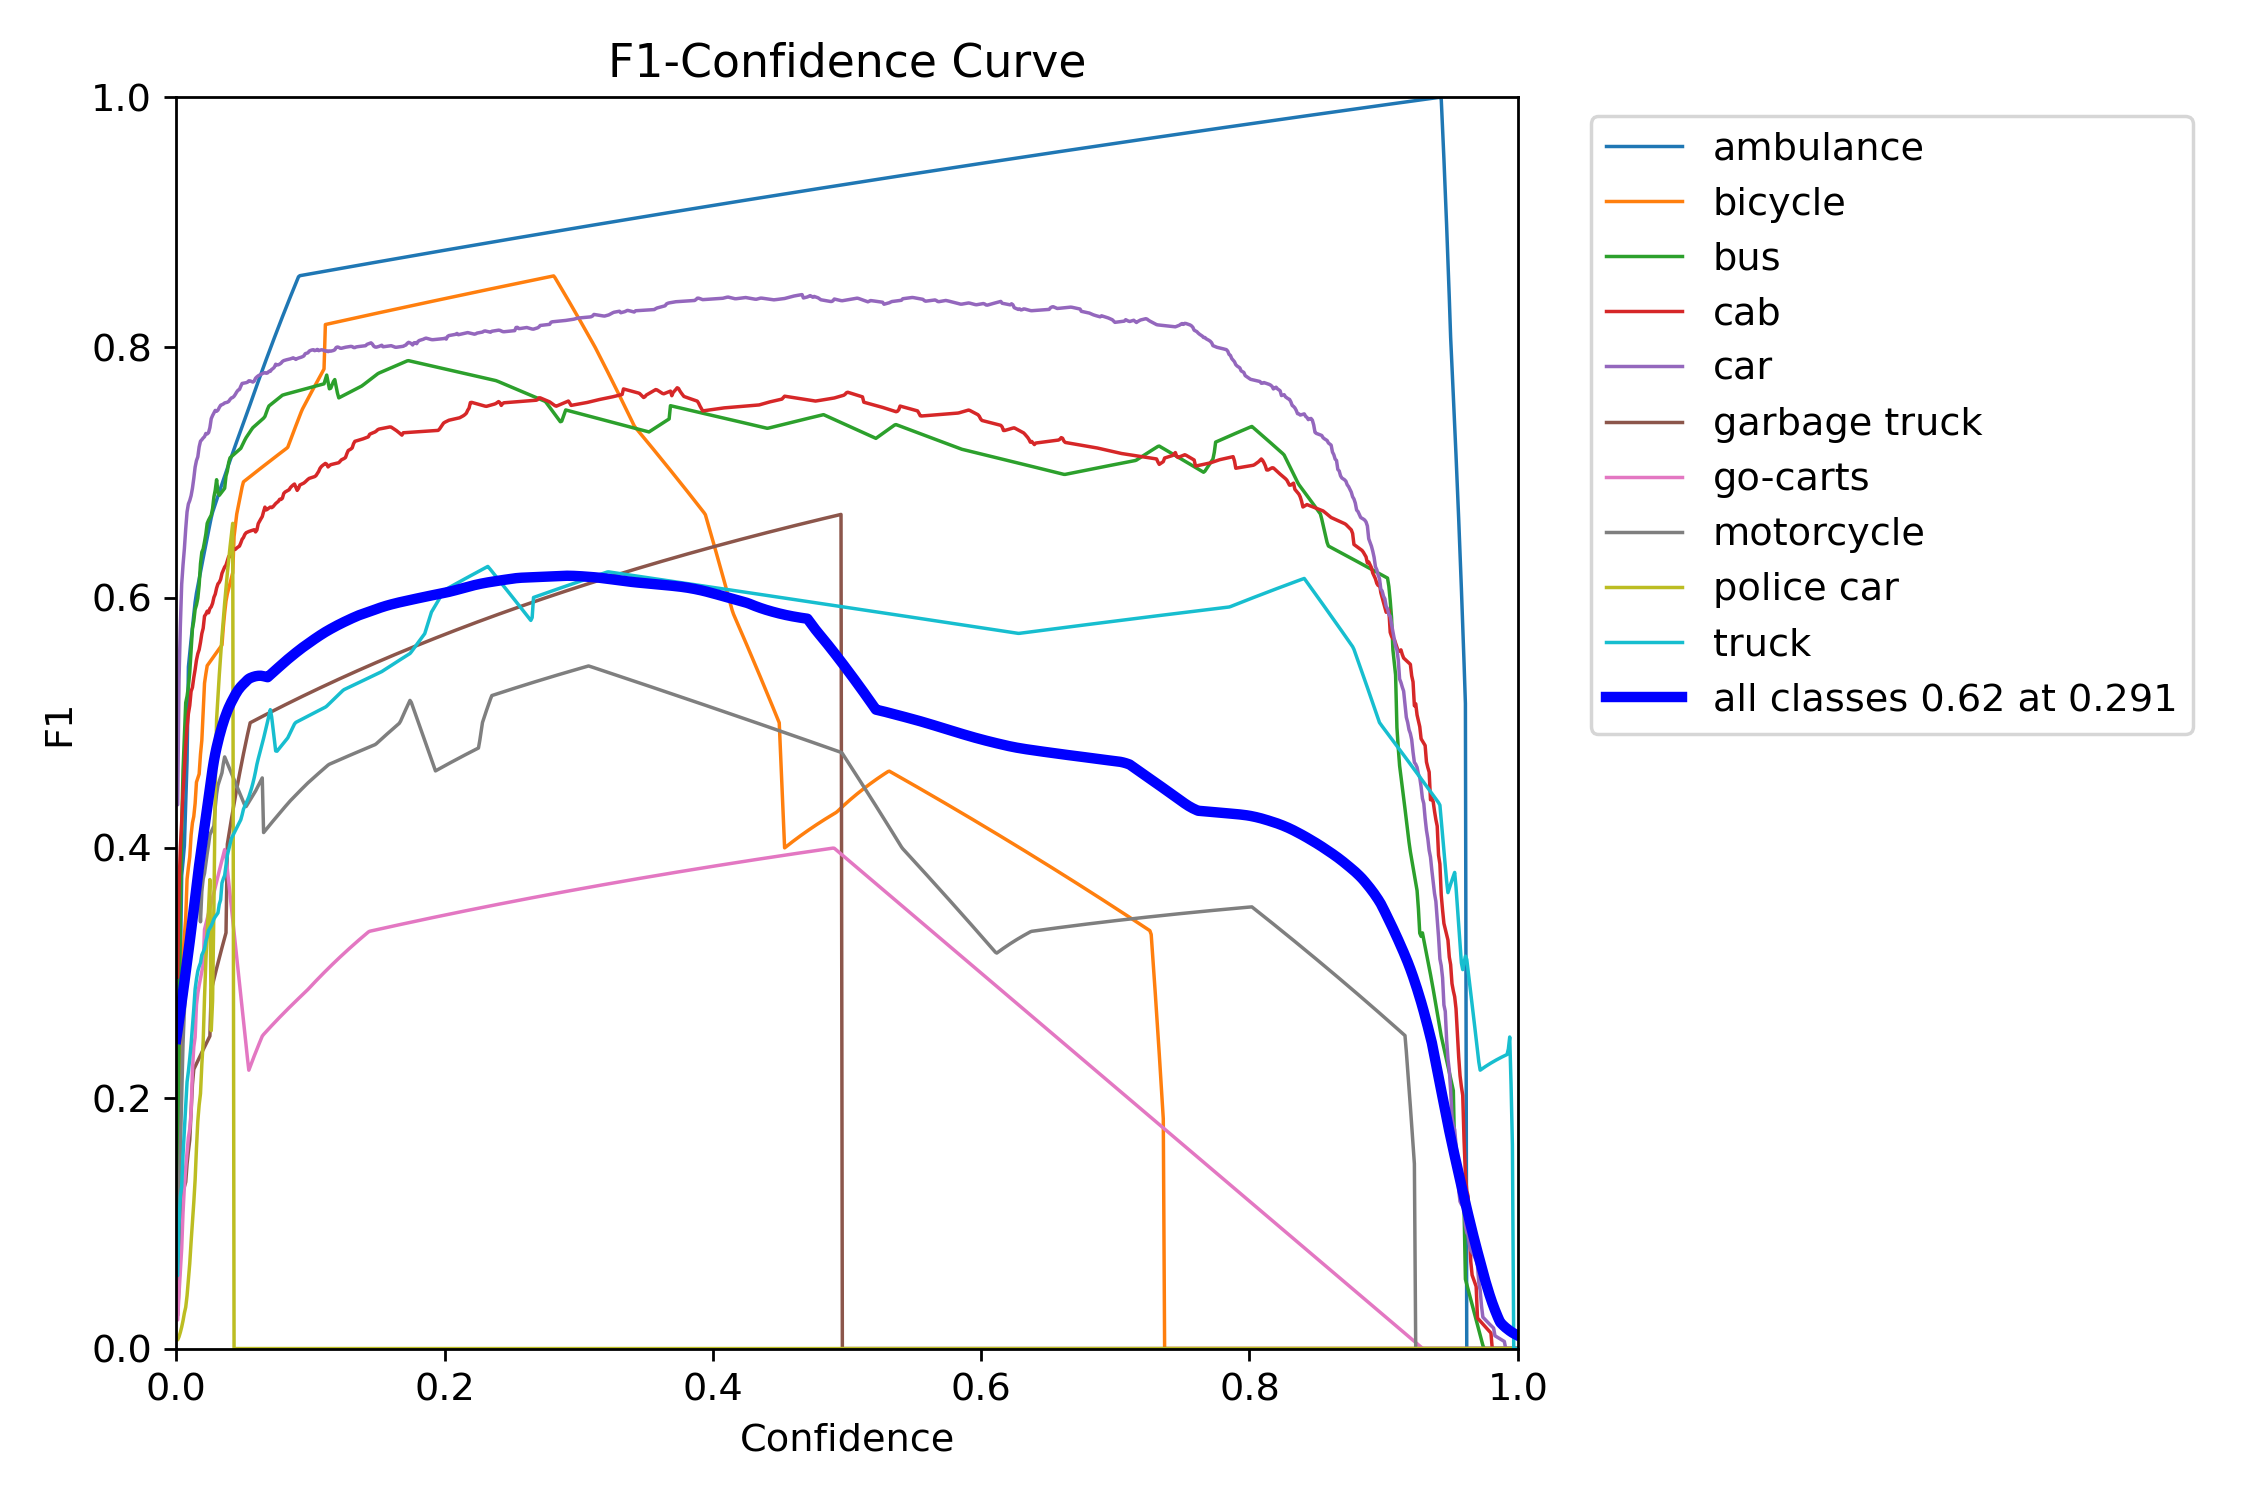 F1-Confidence Curve
1.0
0.8
0.6
0.4
0.2
0.0
F1
0.0 0.2 0.4 0.6 0.8 1.0
Confidence
ambulance
bicycle
bus
cab
car
garbage truck
go-carts
motorcycle
police car
truck
all classes 0.62 at 0.291